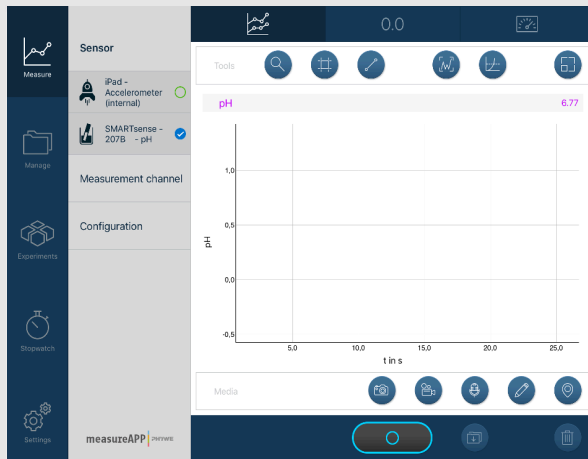 Measure
Manage
Experiments
Stopwatch
Settings
Sensor
iPad -
Accelerometer
(internal)
SMARTsense -
207B - pH
Measurement channel
Configuration
measureAPP PHYWE
0.0
Tools
pH
6.77
pH
1,0
0,5
0,0
-0,5
5,0
10,0
15,0
20,0
25,0
t in s
Media